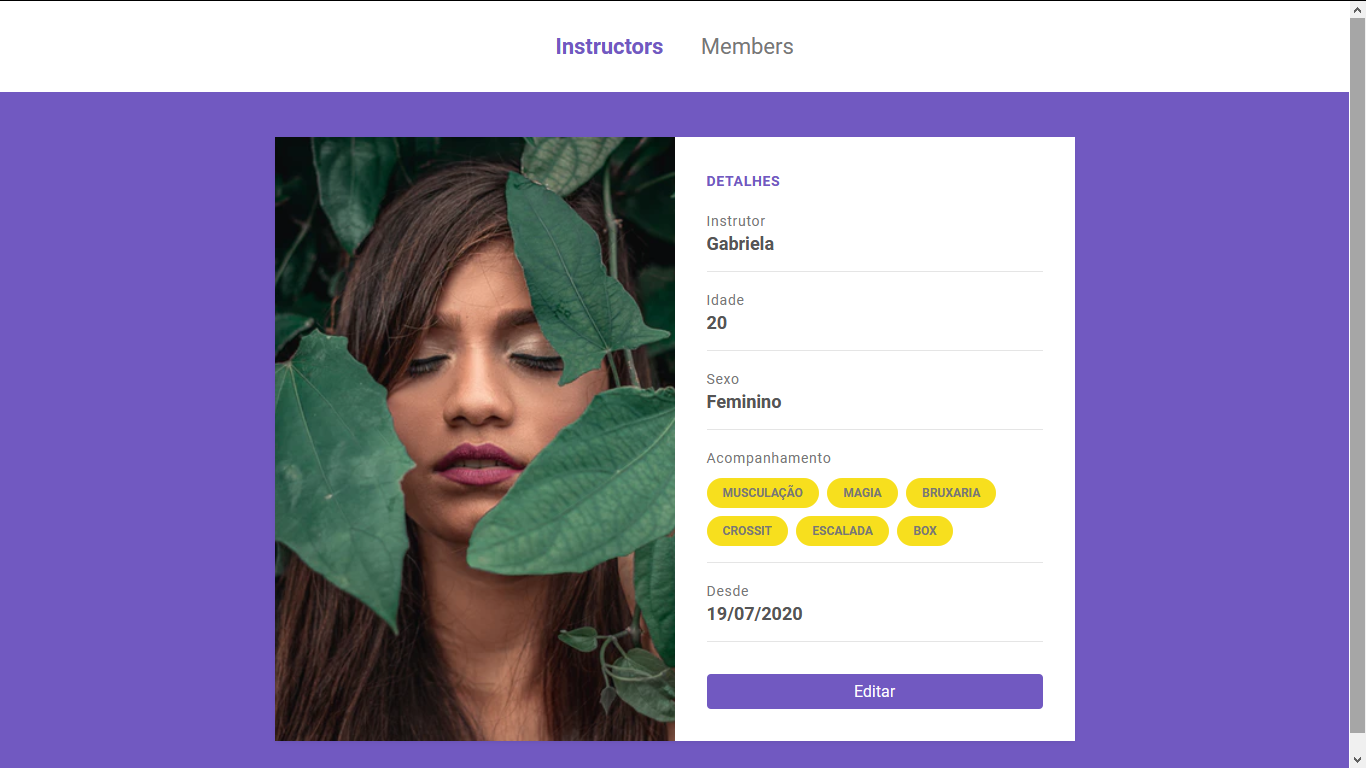 Instructors Members
DETALHES
Instrutor
Gabriela
Idade
20
Sexo
Feminino
Acompanhamento
MUSCULAÇÃO MAGIA BRUXARIA
CROSSIT ESCALADA BOX
Desde
19/07/2020
Editar